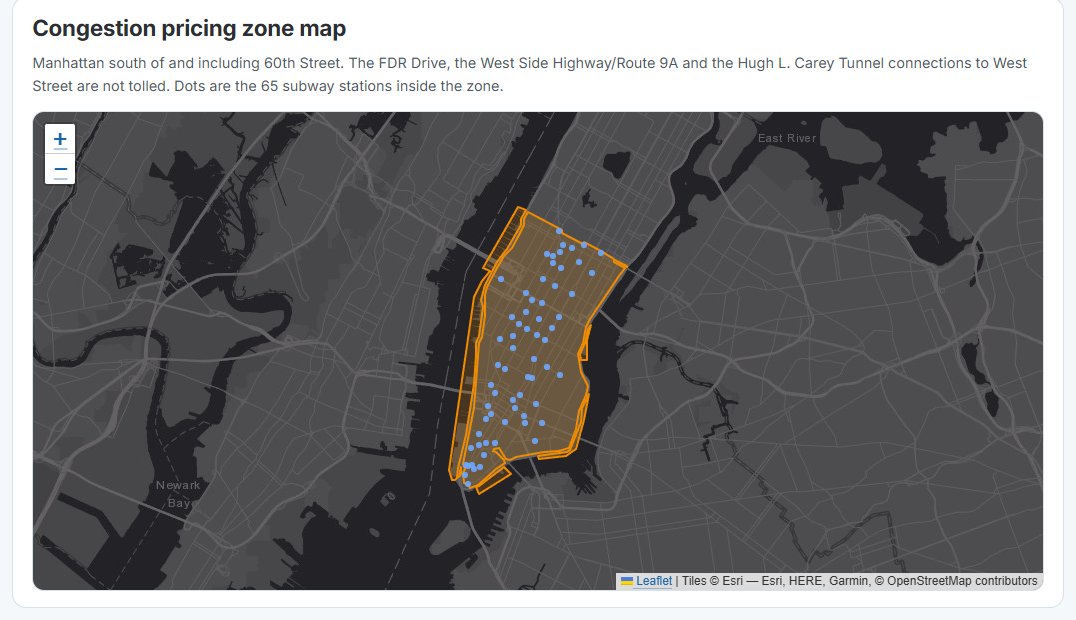 Congestion pricing zone map
Manhattan south of and including 60th Street. The FDR Drive, the West Side Highway/Route 9A and the Hugh L. Carey Tunnel connections to West
Street are not tolled. Dots are the 65 subway stations inside the zone.
+
−
East River
Newark
Bay
Leaflet | Tiles © Esri — Esri, HERE, Garmin, © OpenStreetMap contributors